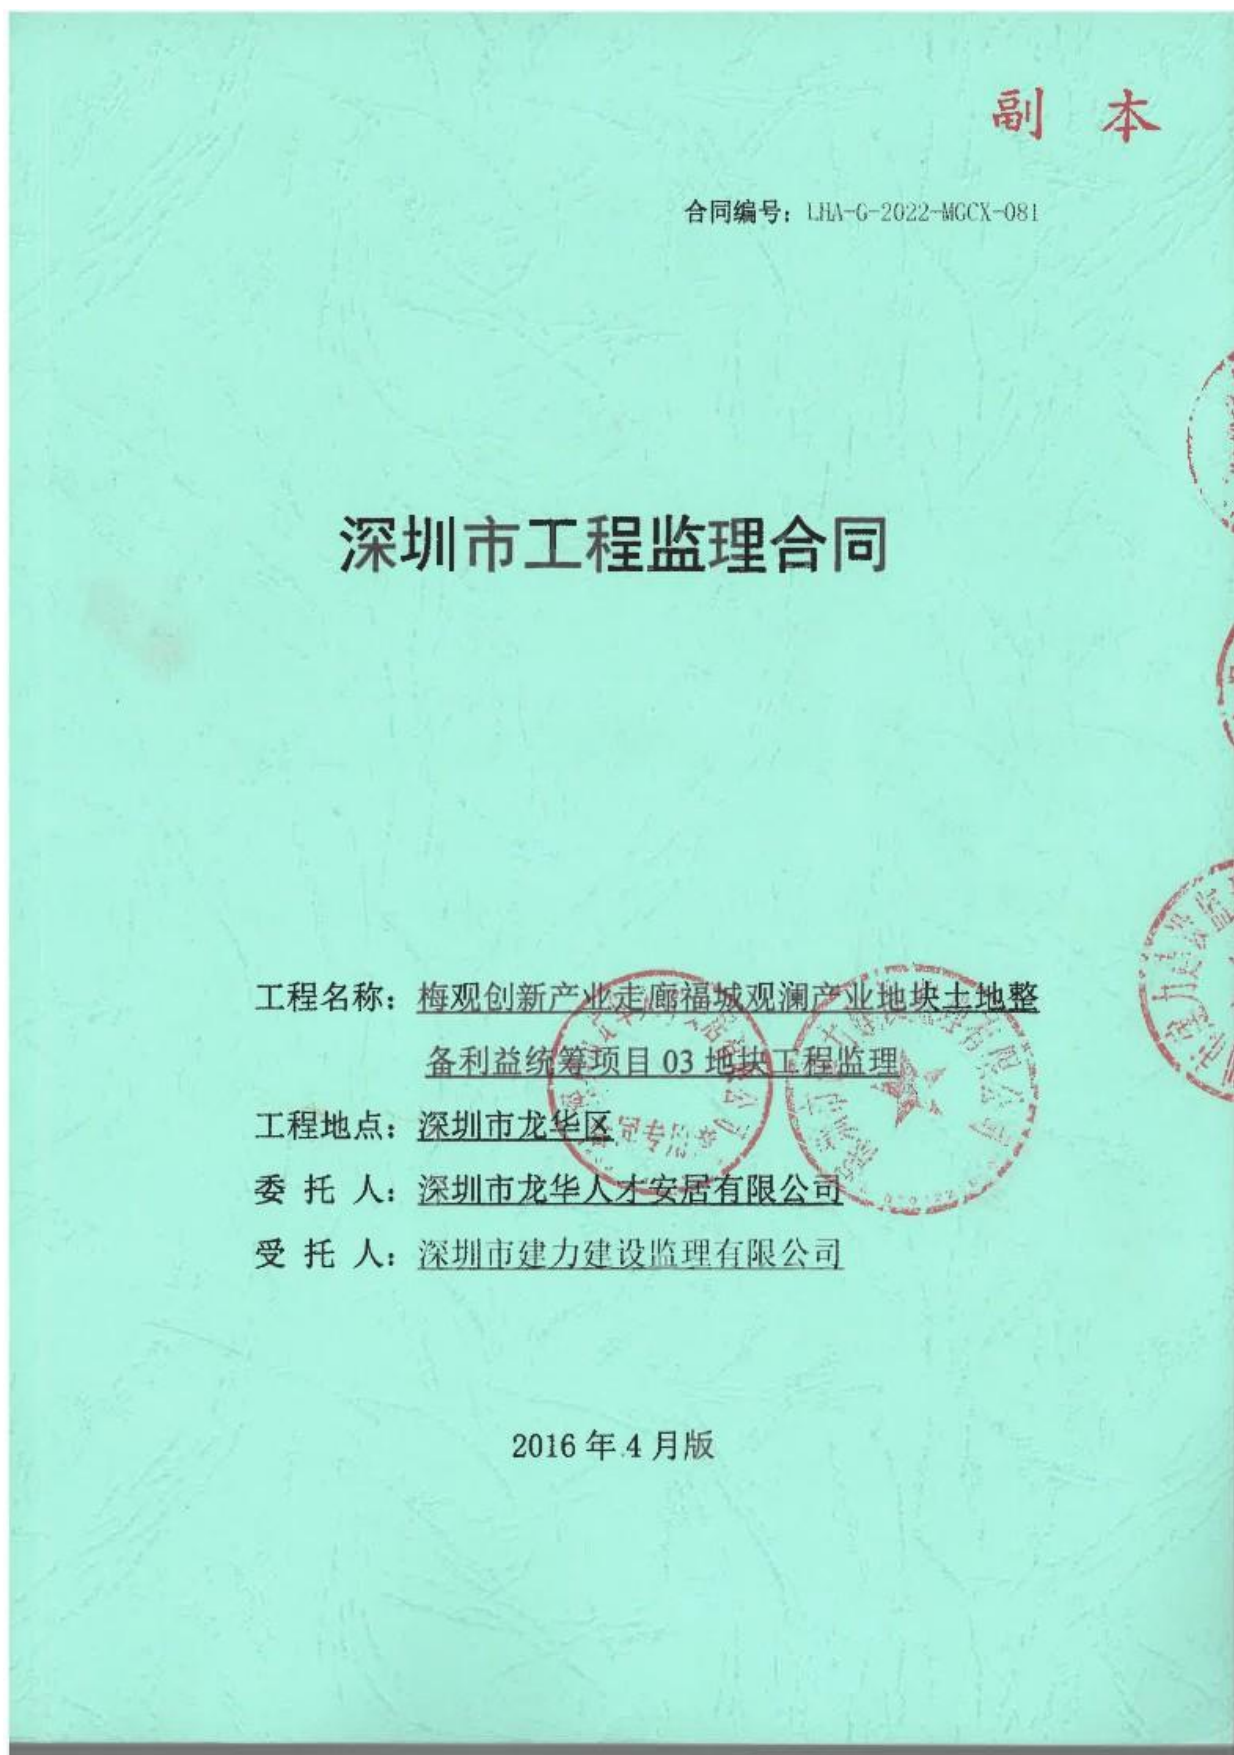 副 本
合同编号：LHA-G-2022-MGCX-081
深圳市工程监理合同
工程名称：梅观创新产业走廊福城观澜产业地块土地整
备利益统筹项目 03 地块工程监理
工程地点：深圳市龙华区
委 托 人：深圳市龙华人才安居有限公司
受 托 人：深圳市建力建设监理有限公司
2016 年 4 月版